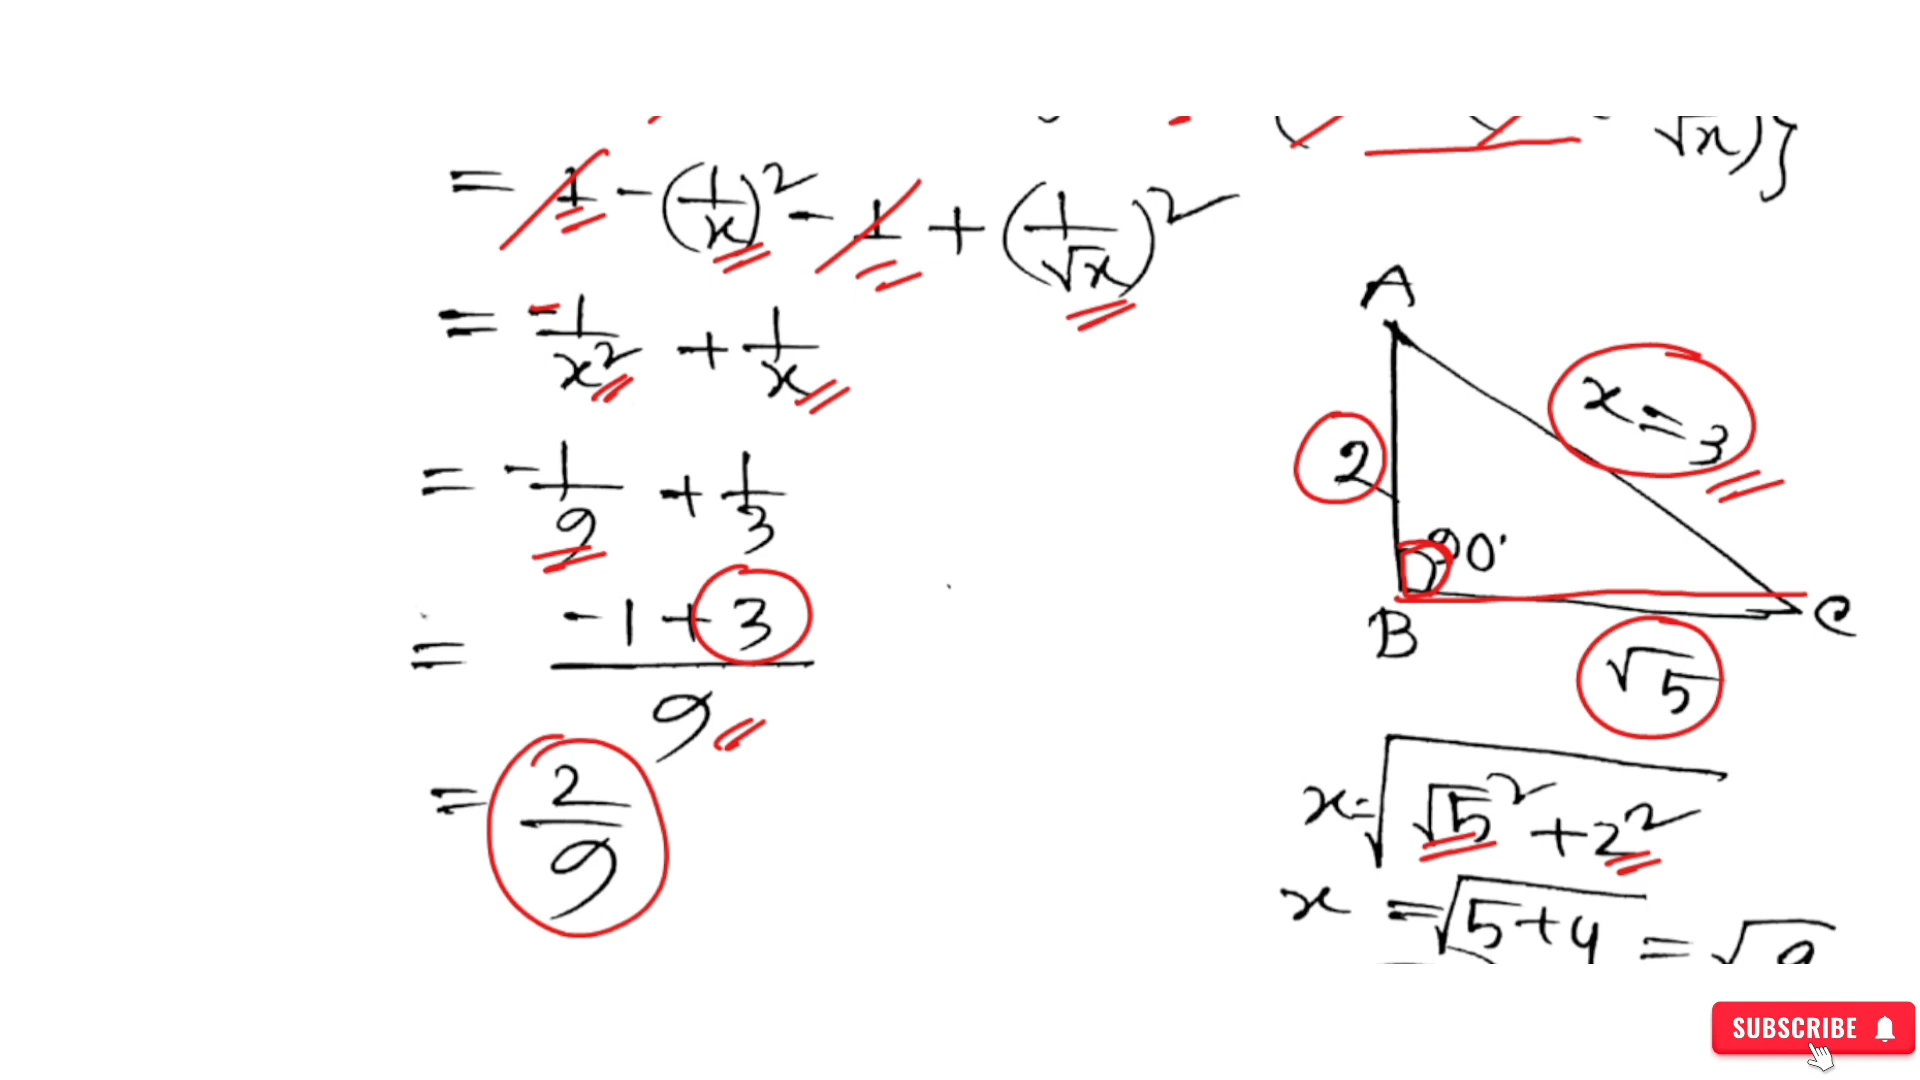 √x)}
= 1 - (1/x)² - 1 + (1/√x)²
= -1/x² + 1/x
= -1/9 + 1/3
= (-1 + 3)/9
= 2/9
A
x = 3
2
90°
B
C
√5
x = √(√5² + 2²)
x = √(5+4) = √9
SUBSCRIBE